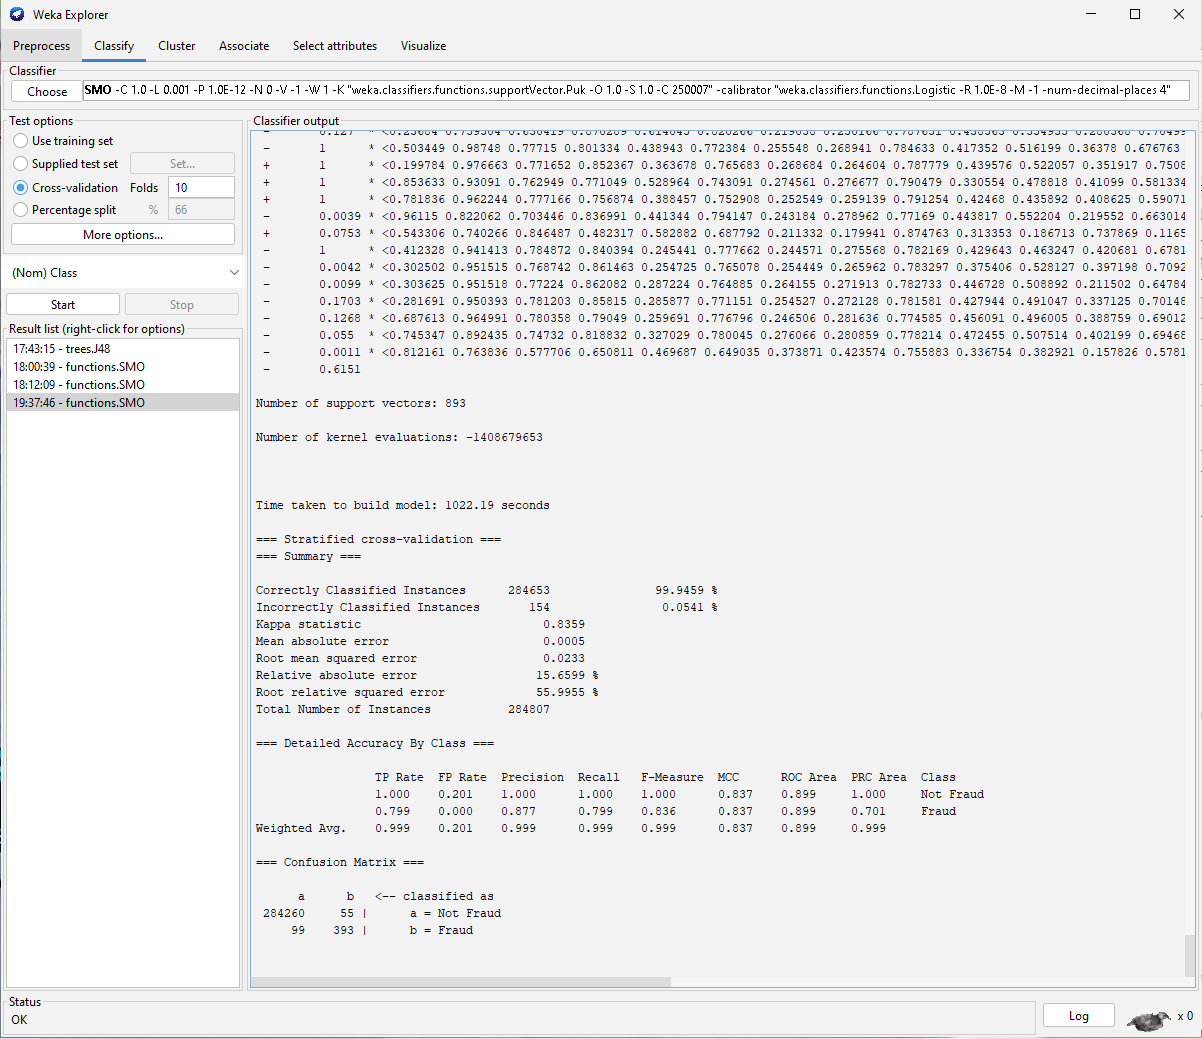 Weka Explorer
Preprocess Classify Cluster Associate Select attributes Visualize
Classifier
Choose SMO -C 1.0 -L 0.001 -P 1.0E-12 -N 0 -V -1 -W 1 -K "weka.classifiers.functions.supportVector.Puk -O 1.0 -S 1.0 -C 250007" -calibrator "weka.classifiers.functions.Logistic -R 1.0E-8 -M -1 -num-decimal-places 4"
Test options
Use training set
Supplied test set Set...
Cross-validation Folds 10
Percentage split % 66
More options...
(Nom) Class
Start Stop
Result list (right-click for options)
17:43:15 - trees.J48
18:00:39 - functions.SMO
18:12:09 - functions.SMO
19:37:46 - functions.SMO
Classifier output
- 1 * <0.503449 0.98748 0.77715 0.801334 0.438943 0.772384 0.255548 0.268941 0.784633 0.417352 0.516199 0.36378 0.676763
+ 1 * <0.199784 0.976663 0.771652 0.852367 0.363678 0.765683 0.268684 0.264604 0.787779 0.439576 0.522057 0.351917 0.7508
+ 1 * <0.853633 0.93091 0.762949 0.771049 0.528964 0.743091 0.274561 0.276677 0.790479 0.330554 0.478818 0.41099 0.581334
+ 1 * <0.781836 0.962244 0.777166 0.756874 0.388457 0.752908 0.252549 0.259139 0.791254 0.42468 0.435892 0.408625 0.59071
- 0.0039 * <0.96115 0.822062 0.703446 0.836991 0.441344 0.794147 0.243184 0.278962 0.77169 0.443817 0.552204 0.219552 0.663014
+ 0.0753 * <0.543306 0.740266 0.846487 0.482317 0.582882 0.687792 0.211332 0.179941 0.874763 0.313353 0.186713 0.737869 0.1165
- 1 * <0.412328 0.941413 0.784872 0.840394 0.245441 0.777662 0.244571 0.275568 0.782169 0.429643 0.463247 0.420681 0.6781
- 0.0042 * <0.302502 0.951515 0.768742 0.861463 0.254725 0.765078 0.254449 0.265962 0.783297 0.375406 0.528127 0.397198 0.7092
- 0.0099 * <0.303625 0.951518 0.77224 0.862082 0.287224 0.764885 0.264155 0.271913 0.782733 0.446728 0.508892 0.211502 0.64784
- 0.1703 * <0.281691 0.950393 0.781203 0.85815 0.285877 0.771151 0.254527 0.272128 0.781581 0.427944 0.491047 0.337125 0.70148
- 0.1268 * <0.687613 0.964991 0.780358 0.79049 0.259691 0.776796 0.246506 0.281636 0.774585 0.456091 0.496005 0.388759 0.69012
- 0.055 * <0.745347 0.892435 0.74732 0.818832 0.327029 0.780045 0.276066 0.280859 0.778214 0.472455 0.507514 0.402199 0.69468
- 0.0011 * <0.812161 0.763836 0.577706 0.650811 0.469687 0.649035 0.373871 0.423574 0.755883 0.336754 0.382921 0.157826 0.5781
- 0.6151
Number of support vectors: 893
Number of kernel evaluations: -1408679653
Time taken to build model: 1022.19 seconds
=== Stratified cross-validation ===
=== Summary ===
Correctly Classified Instances 284653 99.9459 %
Incorrectly Classified Instances 154 0.0541 %
Kappa statistic 0.8359
Mean absolute error 0.0005
Root mean squared error 0.0233
Relative absolute error 15.6599 %
Root relative squared error 55.9955 %
Total Number of Instances 284807
=== Detailed Accuracy By Class ===
TP Rate FP Rate Precision Recall F-Measure MCC ROC Area PRC Area Class
1.000 0.201 1.000 1.000 1.000 0.837 0.899 1.000 Not Fraud
0.799 0.000 0.877 0.799 0.836 0.837 0.899 0.701 Fraud
Weighted Avg. 0.999 0.201 0.999 0.999 0.999 0.837 0.899 0.999
=== Confusion Matrix ===
a b <-- classified as
284260 55 | a = Not Fraud
99 393 | b = Fraud
Status
OK
Log x 0